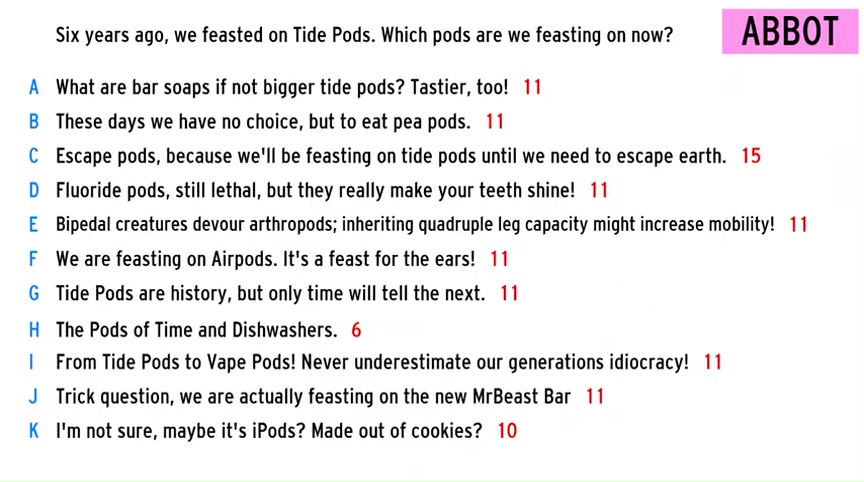 Six years ago, we feasted on Tide Pods. Which pods are we feasting on now?
ABBOT
A What are bar soaps if not bigger tide pods? Tastier, too! 11
B These days we have no choice, but to eat pea pods. 11
C Escape pods, because we'll be feasting on tide pods until we need to escape earth. 15
D Fluoride pods, still lethal, but they really make your teeth shine! 11
E Bipedal creatures devour arthropods; inheriting quadruple leg capacity might increase mobility! 11
F We are feasting on Airpods. It's a feast for the ears! 11
G Tide Pods are history, but only time will tell the next. 11
H The Pods of Time and Dishwashers. 6
I From Tide Pods to Vape Pods! Never underestimate our generations idiocracy! 11
J Trick question, we are actually feasting on the new MrBeast Bar 11
K I'm not sure, maybe it's iPods? Made out of cookies? 10